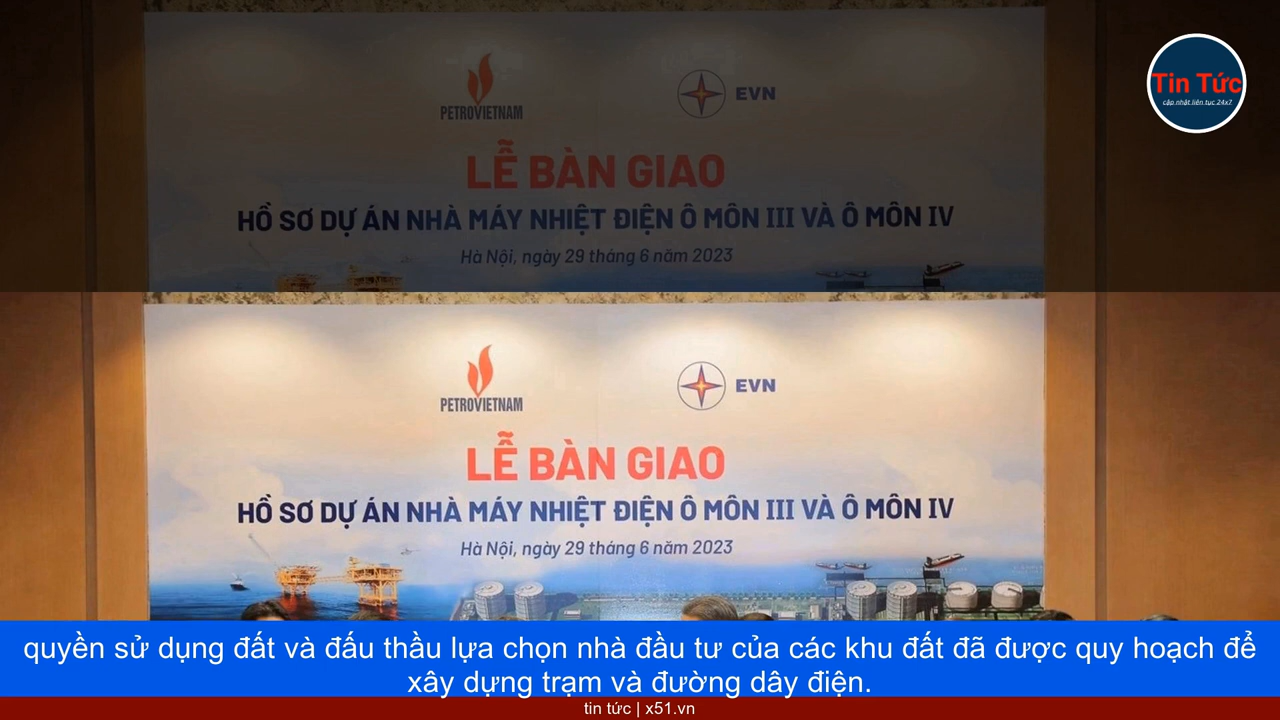 Tin Tức
cập nhật liên tục 24x7
PETROVIETNAM
EVN
LỄ BÀN GIAO
HỒ SƠ DỰ ÁN NHÀ MÁY NHIỆT ĐIỆN Ô MÔN III VÀ Ô MÔN IV
Hà Nội, ngày 29 tháng 6 năm 2023
PETROVIETNAM
EVN
LỄ BÀN GIAO
HỒ SƠ DỰ ÁN NHÀ MÁY NHIỆT ĐIỆN Ô MÔN III VÀ Ô MÔN IV
Hà Nội, ngày 29 tháng 6 năm 2023
quyền sử dụng đất và đấu thầu lựa chọn nhà đầu tư của các khu đất đã được quy hoạch để
xây dựng trạm và đường dây điện.
tin tức | x51.vn